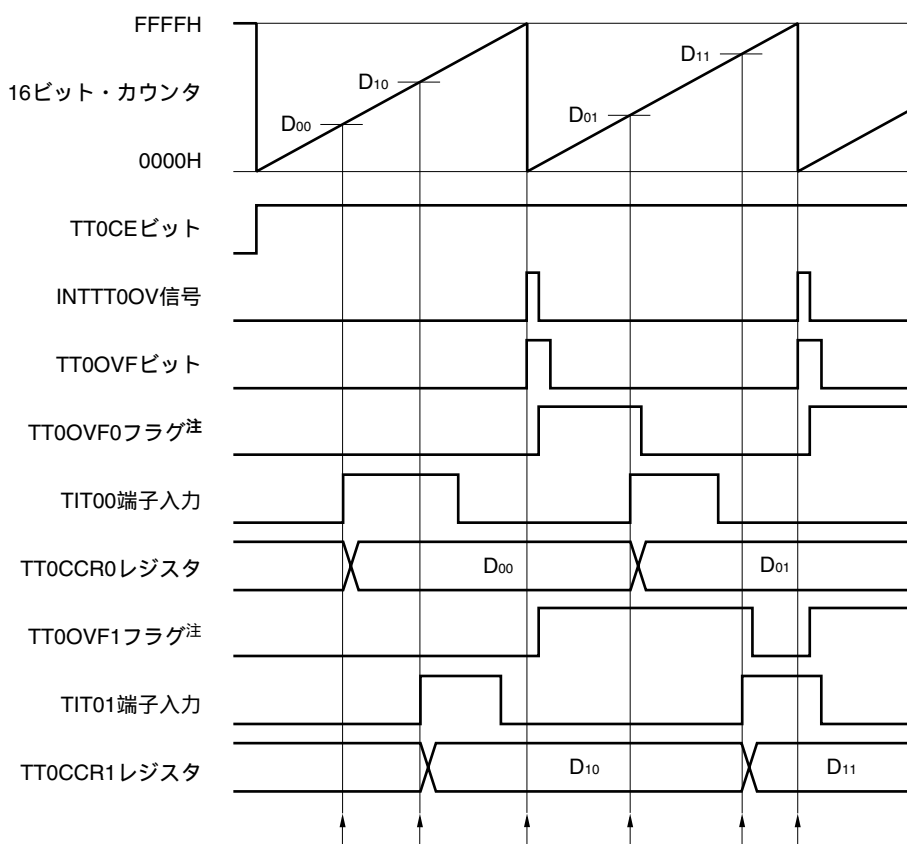 FFFFH
D11
D10
16ビット・カウンタ
D00
D01
0000H
TT0CEビット
INTTT0OV信号
TT0OVFビット
TT0OVF0フラグ注
TIT00端子入力
TT0CCR0レジスタ
D00
D01
TT0OVF1フラグ注
TIT01端子入力
TT0CCR1レジスタ
D10
D11